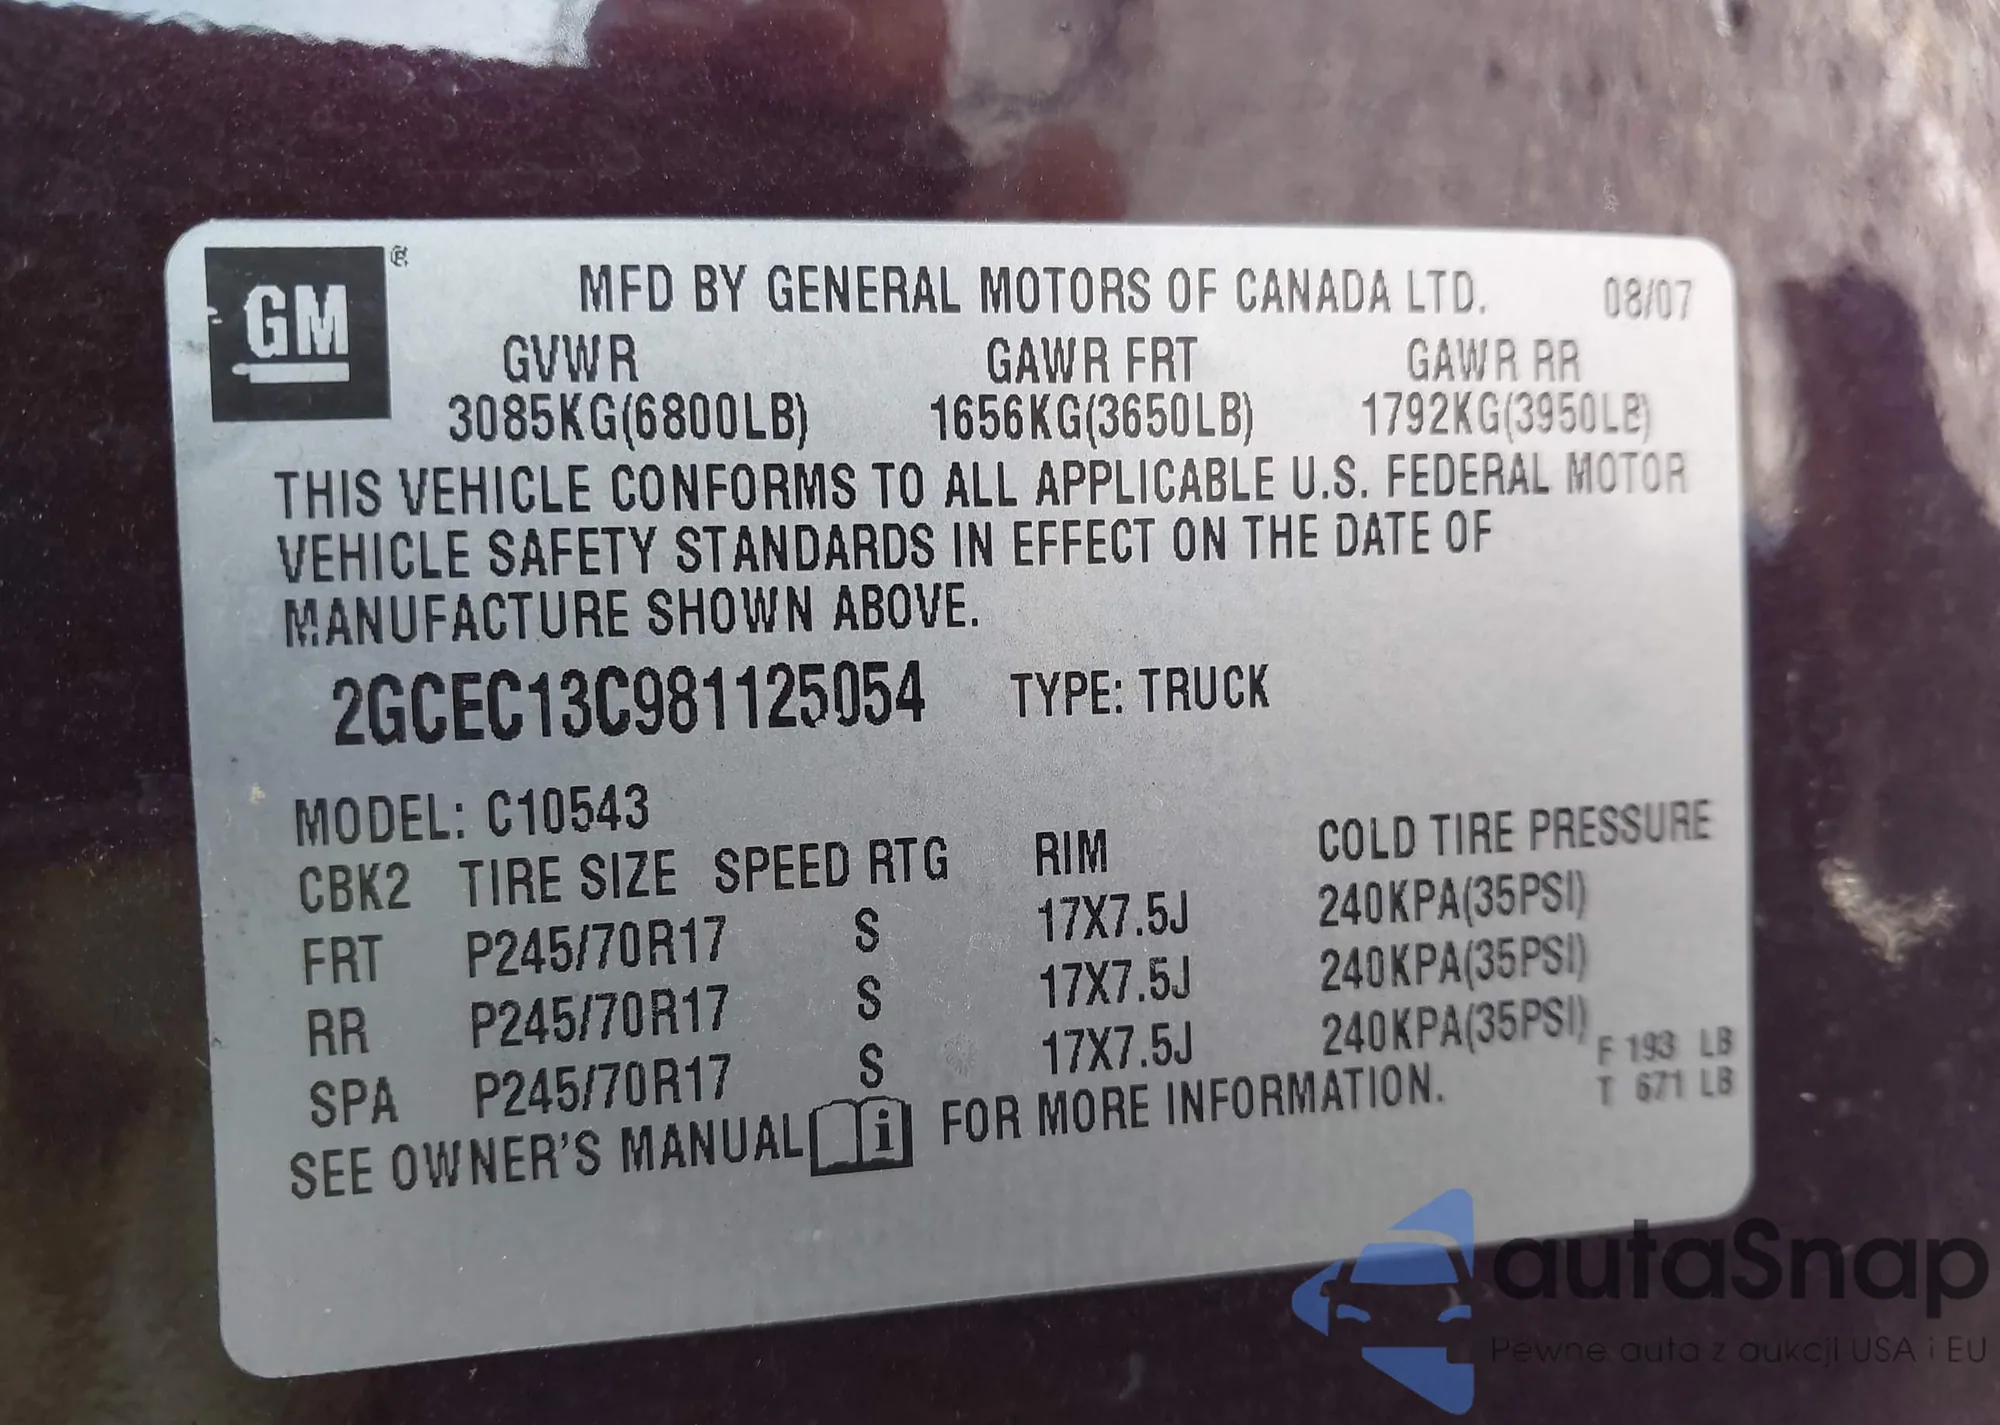 GM ®
MFD BY GENERAL MOTORS OF CANADA LTD. 08/07
GVWR GAWR FRT GAWR RR
3085KG(6800LB) 1656KG(3650LB) 1792KG(3950LB)
THIS VEHICLE CONFORMS TO ALL APPLICABLE U.S. FEDERAL MOTOR
VEHICLE SAFETY STANDARDS IN EFFECT ON THE DATE OF
MANUFACTURE SHOWN ABOVE.
2GCEC13C981125054 TYPE: TRUCK
MODEL: C10543
CBK2 TIRE SIZE SPEED RTG RIM COLD TIRE PRESSURE
FRT P245/70R17 S 17X7.5J 240KPA(35PSI)
RR P245/70R17 S 17X7.5J 240KPA(35PSI)
SPA P245/70R17 S 17X7.5J 240KPA(35PSI)
F 193 LB
T 671 LB
SEE OWNER'S MANUAL i FOR MORE INFORMATION.
autaSnap
Pewne auta z aukcji USA i EU